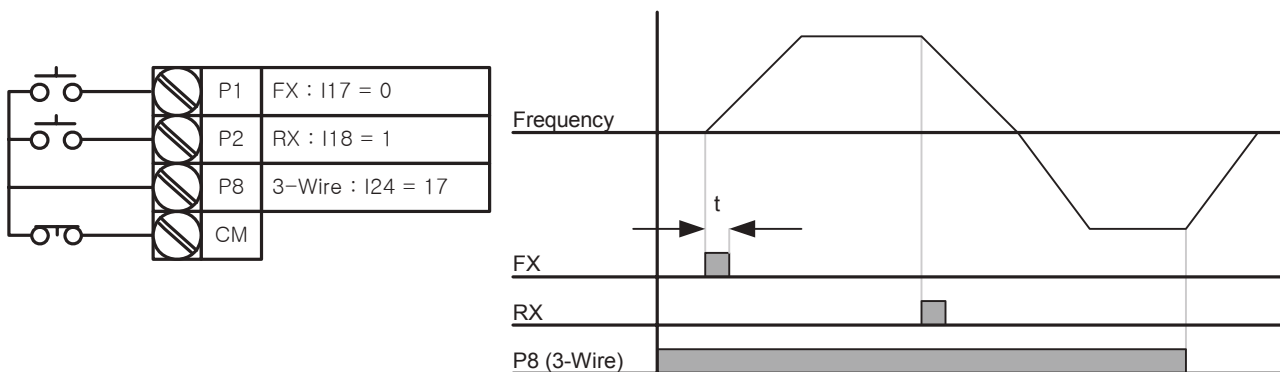 P1 FX : I17 = 0
P2 RX : I18 = 1
P8 3-Wire : I24 = 17
CM
Frequency
t
FX
RX
P8 (3-Wire)